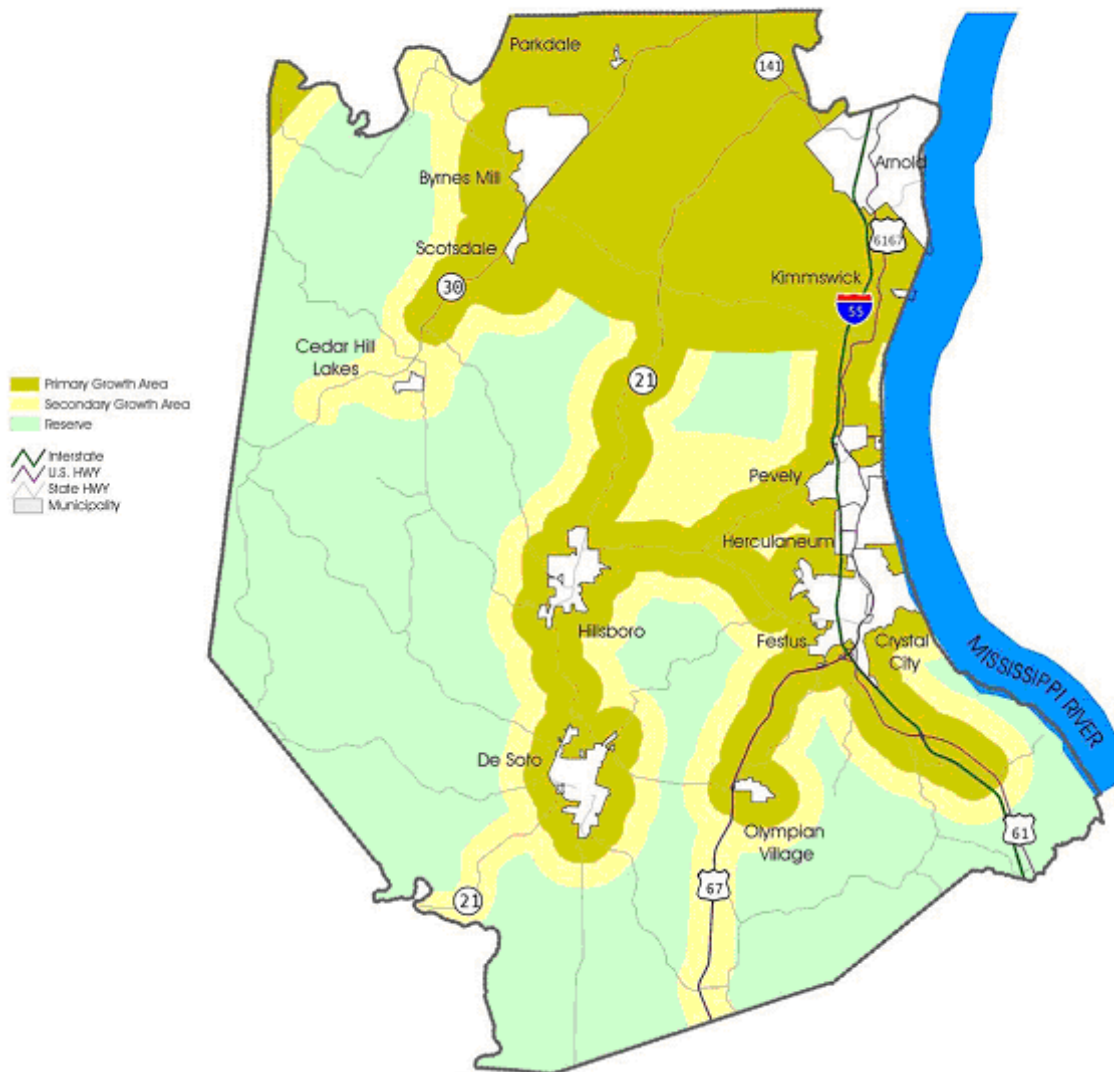 Parkdale
141
Arnold
Byrnes Mill
6167
Scotsdale
Kimmswick
30
55
Cedar Hill
Lakes
21
Primary Growth Area
Secondary Growth Area
Reserve
Interstate
U.S. HWY
State HWY
Municipality
Pevely
Herculaneum
Hillsboro
Festus
Crystal
City
MISSISSIPPI RIVER
De Soto
Olympian
Village
61
67
21